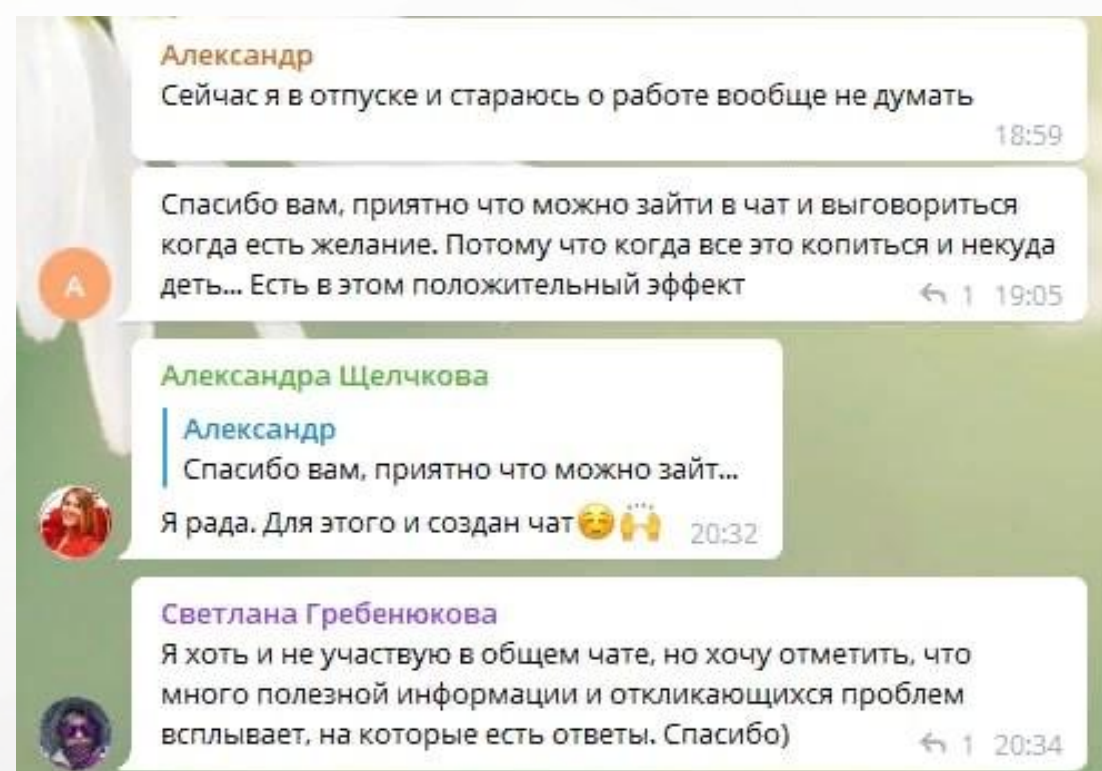 Александр
Сейчас я в отпуске и стараюсь о работе вообще не думать
18:59
Спасибо вам, приятно что можно зайти в чат и выговориться
когда есть желание. Потому что когда все это копиться и некуда
деть... Есть в этом положительный эффект
1 19:05
А
Александра Щелчкова
Александр
Спасибо вам, приятно что можно зайт...
Я рада. Для этого и создан чат☺️🙌 20:32
Светлана Гребенюкова
Я хоть и не участвую в общем чате, но хочу отметить, что
много полезной информации и откликающихся проблем
всплывает, на которые есть ответы. Спасибо)
1 20:34